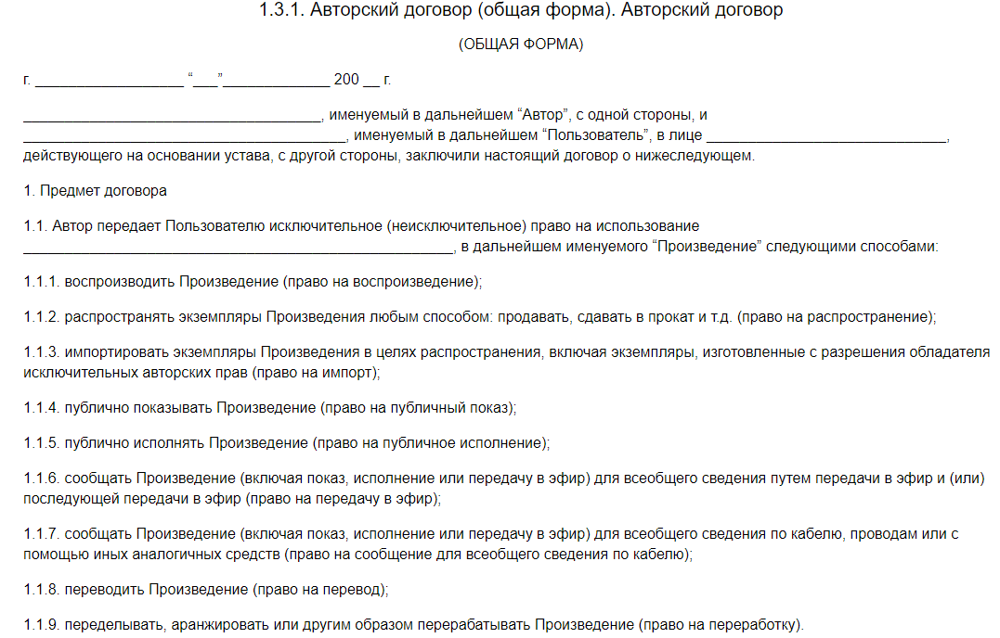 1.3.1. Авторский договор (общая форма). Авторский договор
(ОБЩАЯ ФОРМА)
г. __________________ “___”_____________ 200 __ г.
____________________________________, именуемый в дальнейшем “Автор”, с одной стороны, и
_______________________________________, именуемый в дальнейшем “Пользователь”, в лице _____________________________,
действующего на основании устава, с другой стороны, заключили настоящий договор о нижеследующем.
1. Предмет договора
1.1. Автор передает Пользователю исключительное (неисключительное) право на использование
____________________________________________________, в дальнейшем именуемого “Произведение” следующими способами:
1.1.1. воспроизводить Произведение (право на воспроизведение);
1.1.2. распространять экземпляры Произведения любым способом: продавать, сдавать в прокат и т.д. (право на распространение);
1.1.3. импортировать экземпляры Произведения в целях распространения, включая экземпляры, изготовленные с разрешения обладателя
исключительных авторских прав (право на импорт);
1.1.4. публично показывать Произведение (право на публичный показ);
1.1.5. публично исполнять Произведение (право на публичное исполнение);
1.1.6. сообщать Произведение (включая показ, исполнение или передачу в эфир) для всеобщего сведения путем передачи в эфир и (или)
последующей передачи в эфир (право на передачу в эфир);
1.1.7. сообщать Произведение (включая показ, исполнение или передачу в эфир) для всеобщего сведения по кабелю, проводам или с
помощью иных аналогичных средств (право на сообщение для всеобщего сведения по кабелю);
1.1.8. переводить Произведение (право на перевод);
1.1.9. переделывать, аранжировать или другим образом перерабатывать Произведение (право на переработку).